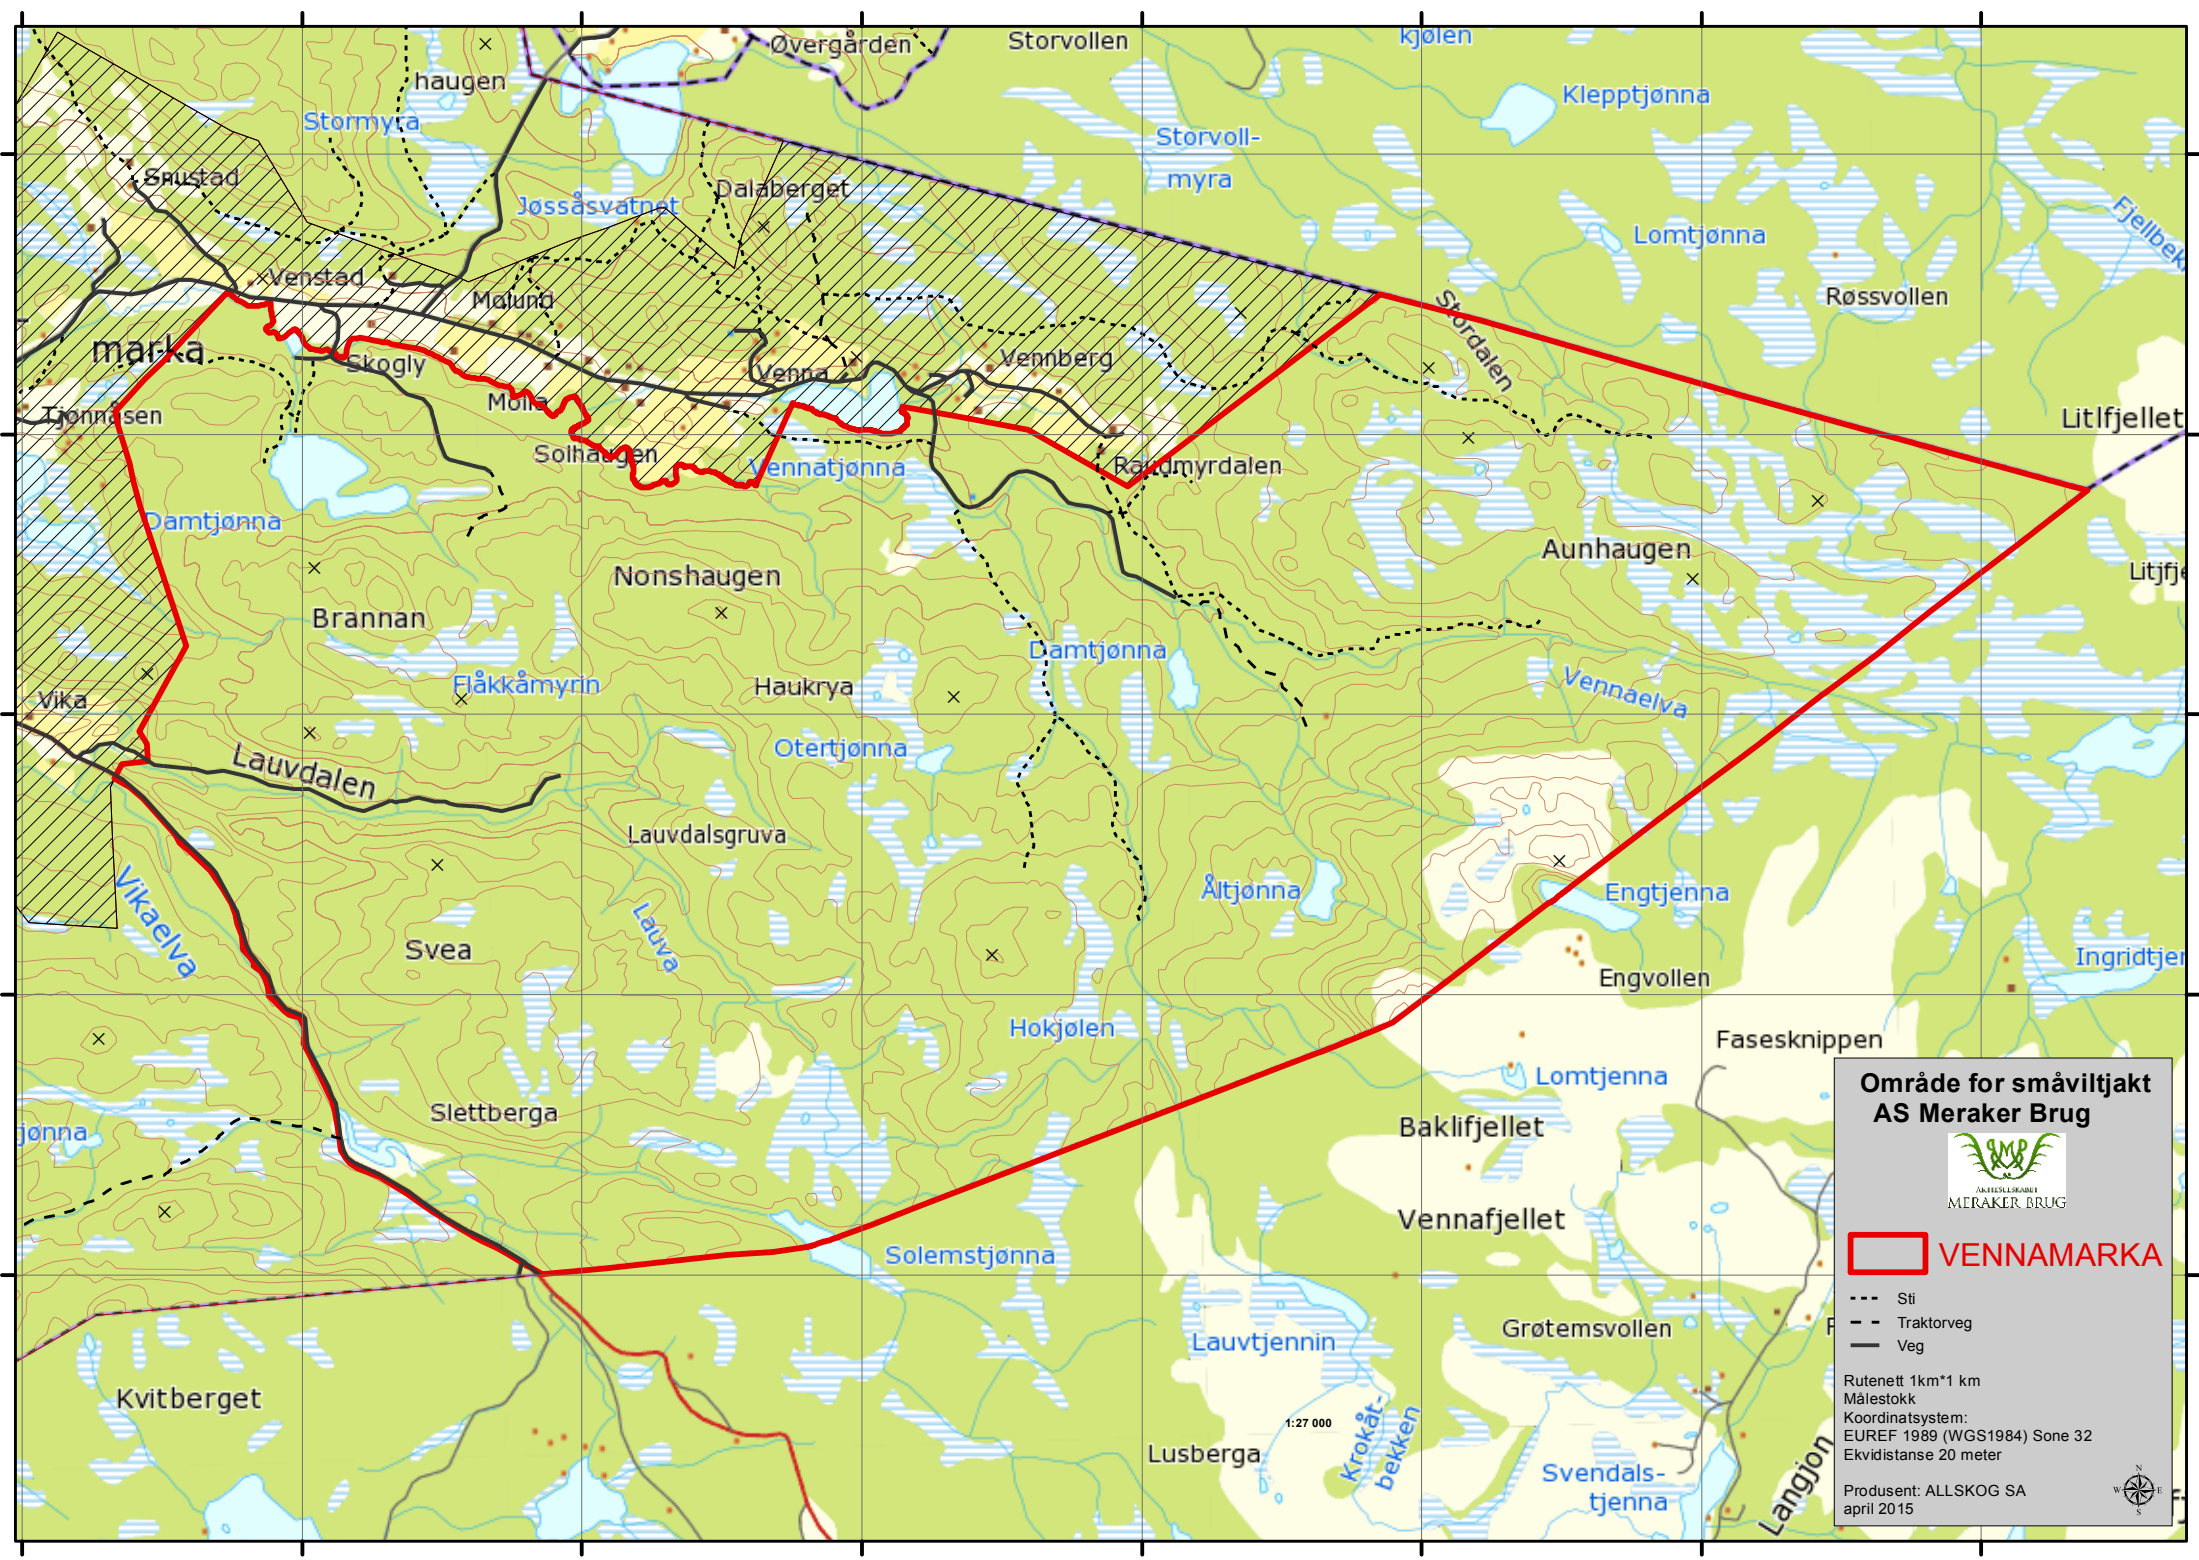 Øvergården
Storvollen
kjølen
haugen
Klepptjønna
Stormyra
Storvoll-
myra
Snustad
Dalaberget
Jøssåsvatnet
Lomtjønna
Fjellbek
Venstad
Mølund
Røssvollen
Stordalen
marka
Skogly
Venna
Vennberg
Tjønnåsen
Molla
Litlfjellet
Solhaugen
Vennatjønna
Raudmyrdalen
Damtjønna
Aunhaugen
Nonshaugen
Litjfje
Brannan
Damtjønna
Flåkkåmyrin
Haukrya
Vennaelva
Vika
Otertjønna
Lauvdalen
Lauvdalsgruva
Vikaelva
Åltjønna
Engtjenna
Lauva
Svea
Ingridtjer
Engvollen
Hokjølen
Fasesknippen
Lomtjenna
Slettberga
Baklifjellet
jønna
Vennafjellet
Solemstjønna
Lauvtjennin
Grøtemsvollen
F
Kvitberget
1:27 000
Krokåt-
bekken
Lusberga
Svendals-
tjenna
Langjon
Område for småviltjakt
AS Meraker Brug
AKTIESELSKABET
MERAKER BRUG
VENNAMARKA
Sti
Traktorveg
Veg
Rutenett 1km*1 km
Målestokk
Koordinatsystem:
EUREF 1989 (WGS1984) Sone 32
Ekvidistanse 20 meter
Produsent: ALLSKOG SA
april 2015
N
W E
S